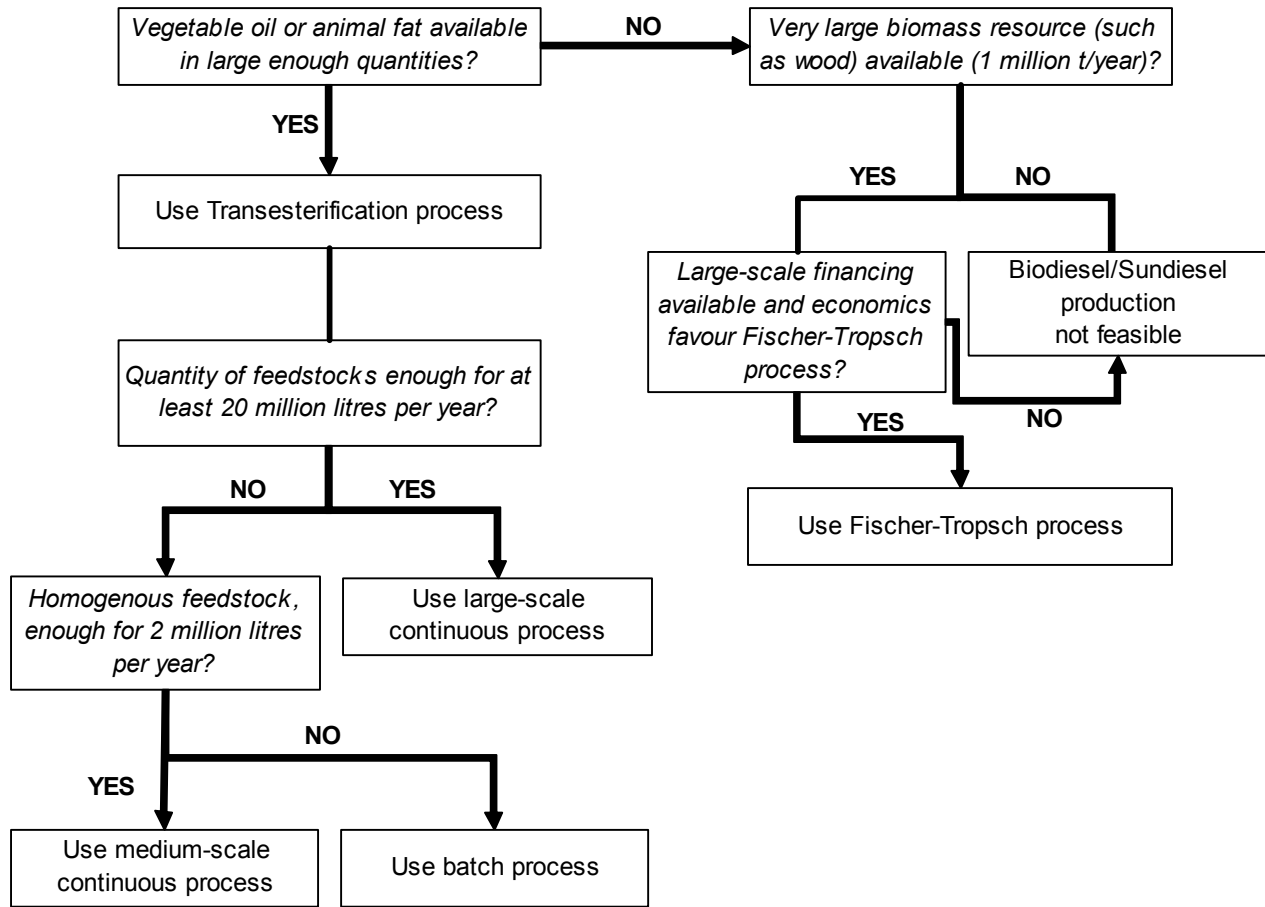 Vegetable oil or animal fat available
in large enough quantities?
NO
Very large biomass resource (such
as wood) available (1 million t/year)?
YES
Use Transesterification process
YES
NO
Large-scale financing
available and economics
favour Fischer-Tropsch
process?
Biodiesel/Sundiesel
production
not feasible
Quantity of feedstocks enough for at
least 20 million litres per year?
YES
NO
NO
YES
Use Fischer-Tropsch process
Homogenous feedstock,
enough for 2 million litres
per year?
Use large-scale
continuous process
NO
YES
Use medium-scale
continuous process
Use batch process